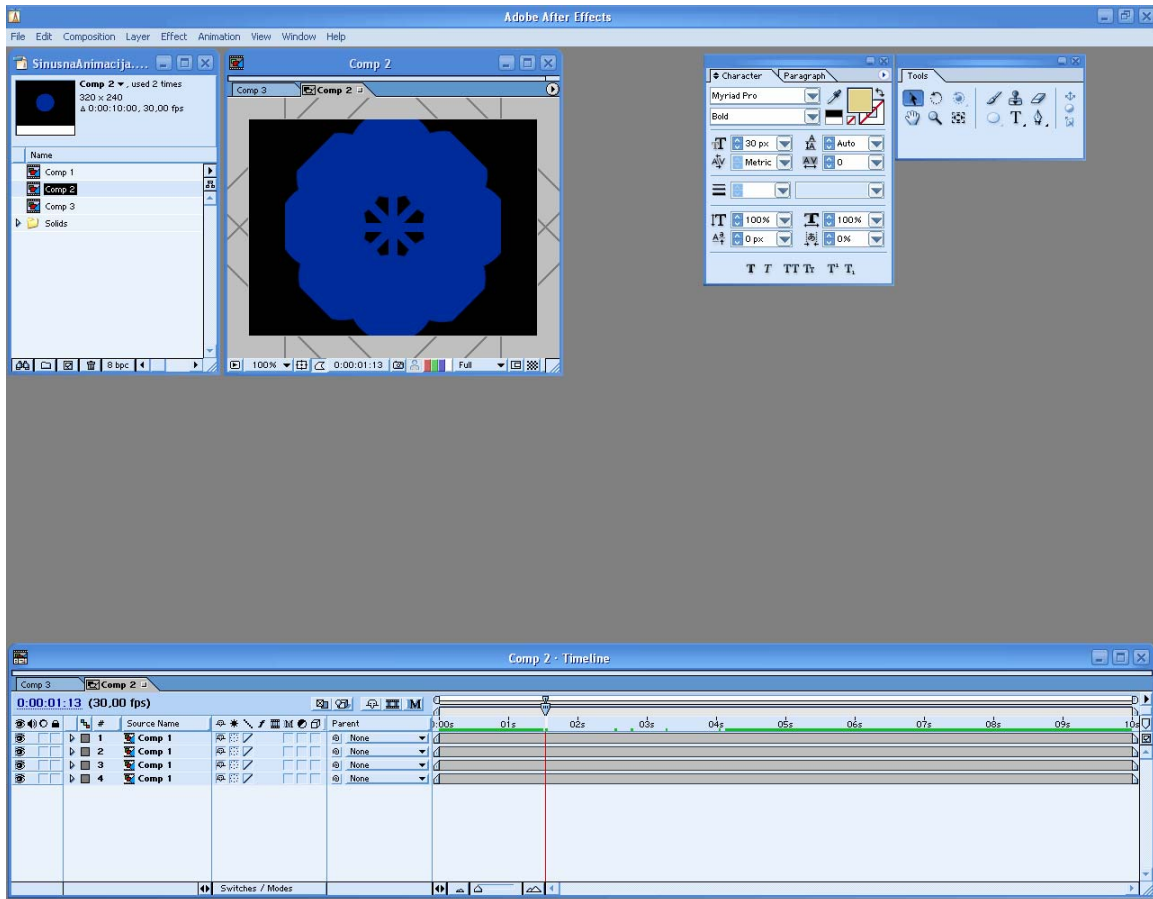 Adobe After Effects
File Edit Composition Layer Effect Animation View Window Help
SinusnaAnimacija....
Comp 2 , used 2 times
320 x 240
Δ 0:00:10:00, 30,00 fps
Name
Comp 1
Comp 2
Comp 3
Solids
8 bpc
Comp 2
Comp 3 Comp 2
100% 0:00:01:13 Full
Character Paragraph
Myriad Pro
Bold
30 px Auto
Metric 0
100% 100%
0 px 0%
T T TT Tr T¹ T₁
Tools
Comp 2 · Timeline
Comp 3 Comp 2
0:00:01:13 (30,00 fps)
# Source Name Parent
):00s 01s 02s 03s 04s 05s 06s 07s 08s 09s 10s
1 Comp 1 None
2 Comp 1 None
3 Comp 1 None
4 Comp 1 None
Switches / Modes